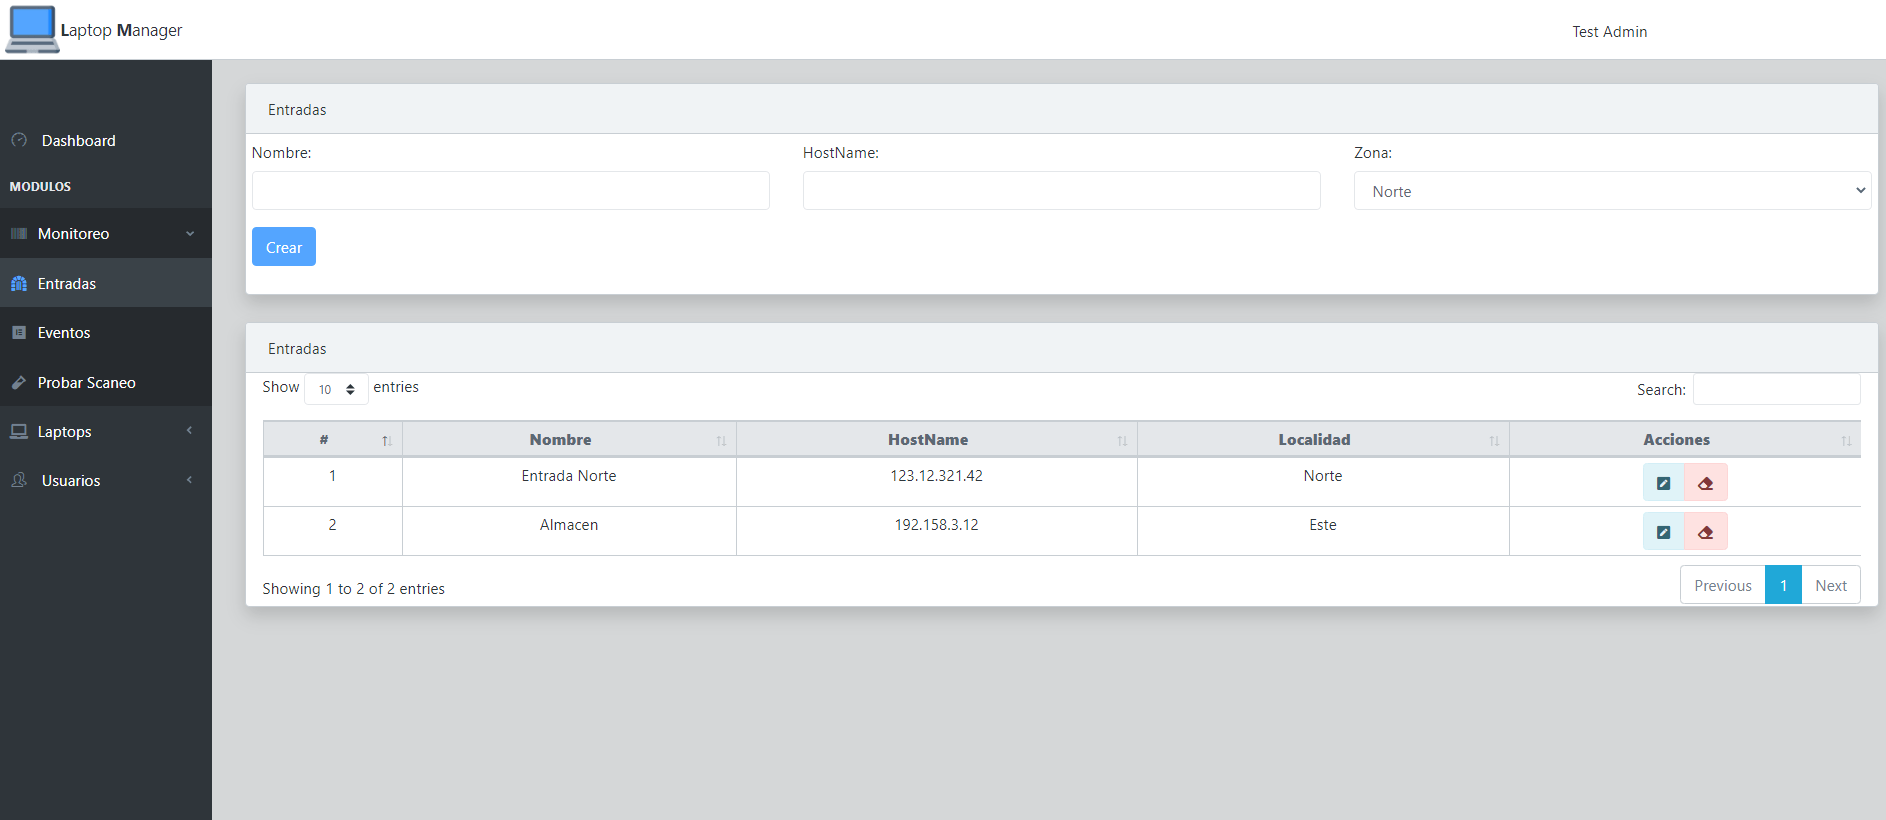 Laptop Manager
Test Admin
Dashboard
MODULOS
Monitoreo
Entradas
Eventos
Probar Scaneo
Laptops
Usuarios
Entradas
Nombre: HostName: Zona:
Norte
Crear
Entradas
Show 10 entries Search:
# Nombre HostName Localidad Acciones
1 Entrada Norte 123.12.321.42 Norte
2 Almacen 192.158.3.12 Este
Showing 1 to 2 of 2 entries
Previous 1 Next